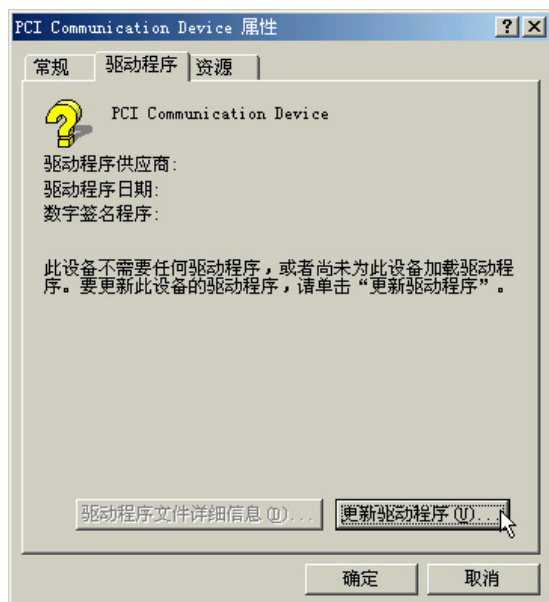 PCI Communication Device 属性
常规 驱动程序 资源
PCI Communication Device
驱动程序供应商:
驱动程序日期:
数字签名程序:
此设备不需要任何驱动程序，或者尚未为此设备加载驱动程
序。要更新此设备的驱动程序，请单击“更新驱动程序”。
驱动程序文件详细信息(D)... 更新驱动程序(U)...
确定 取消